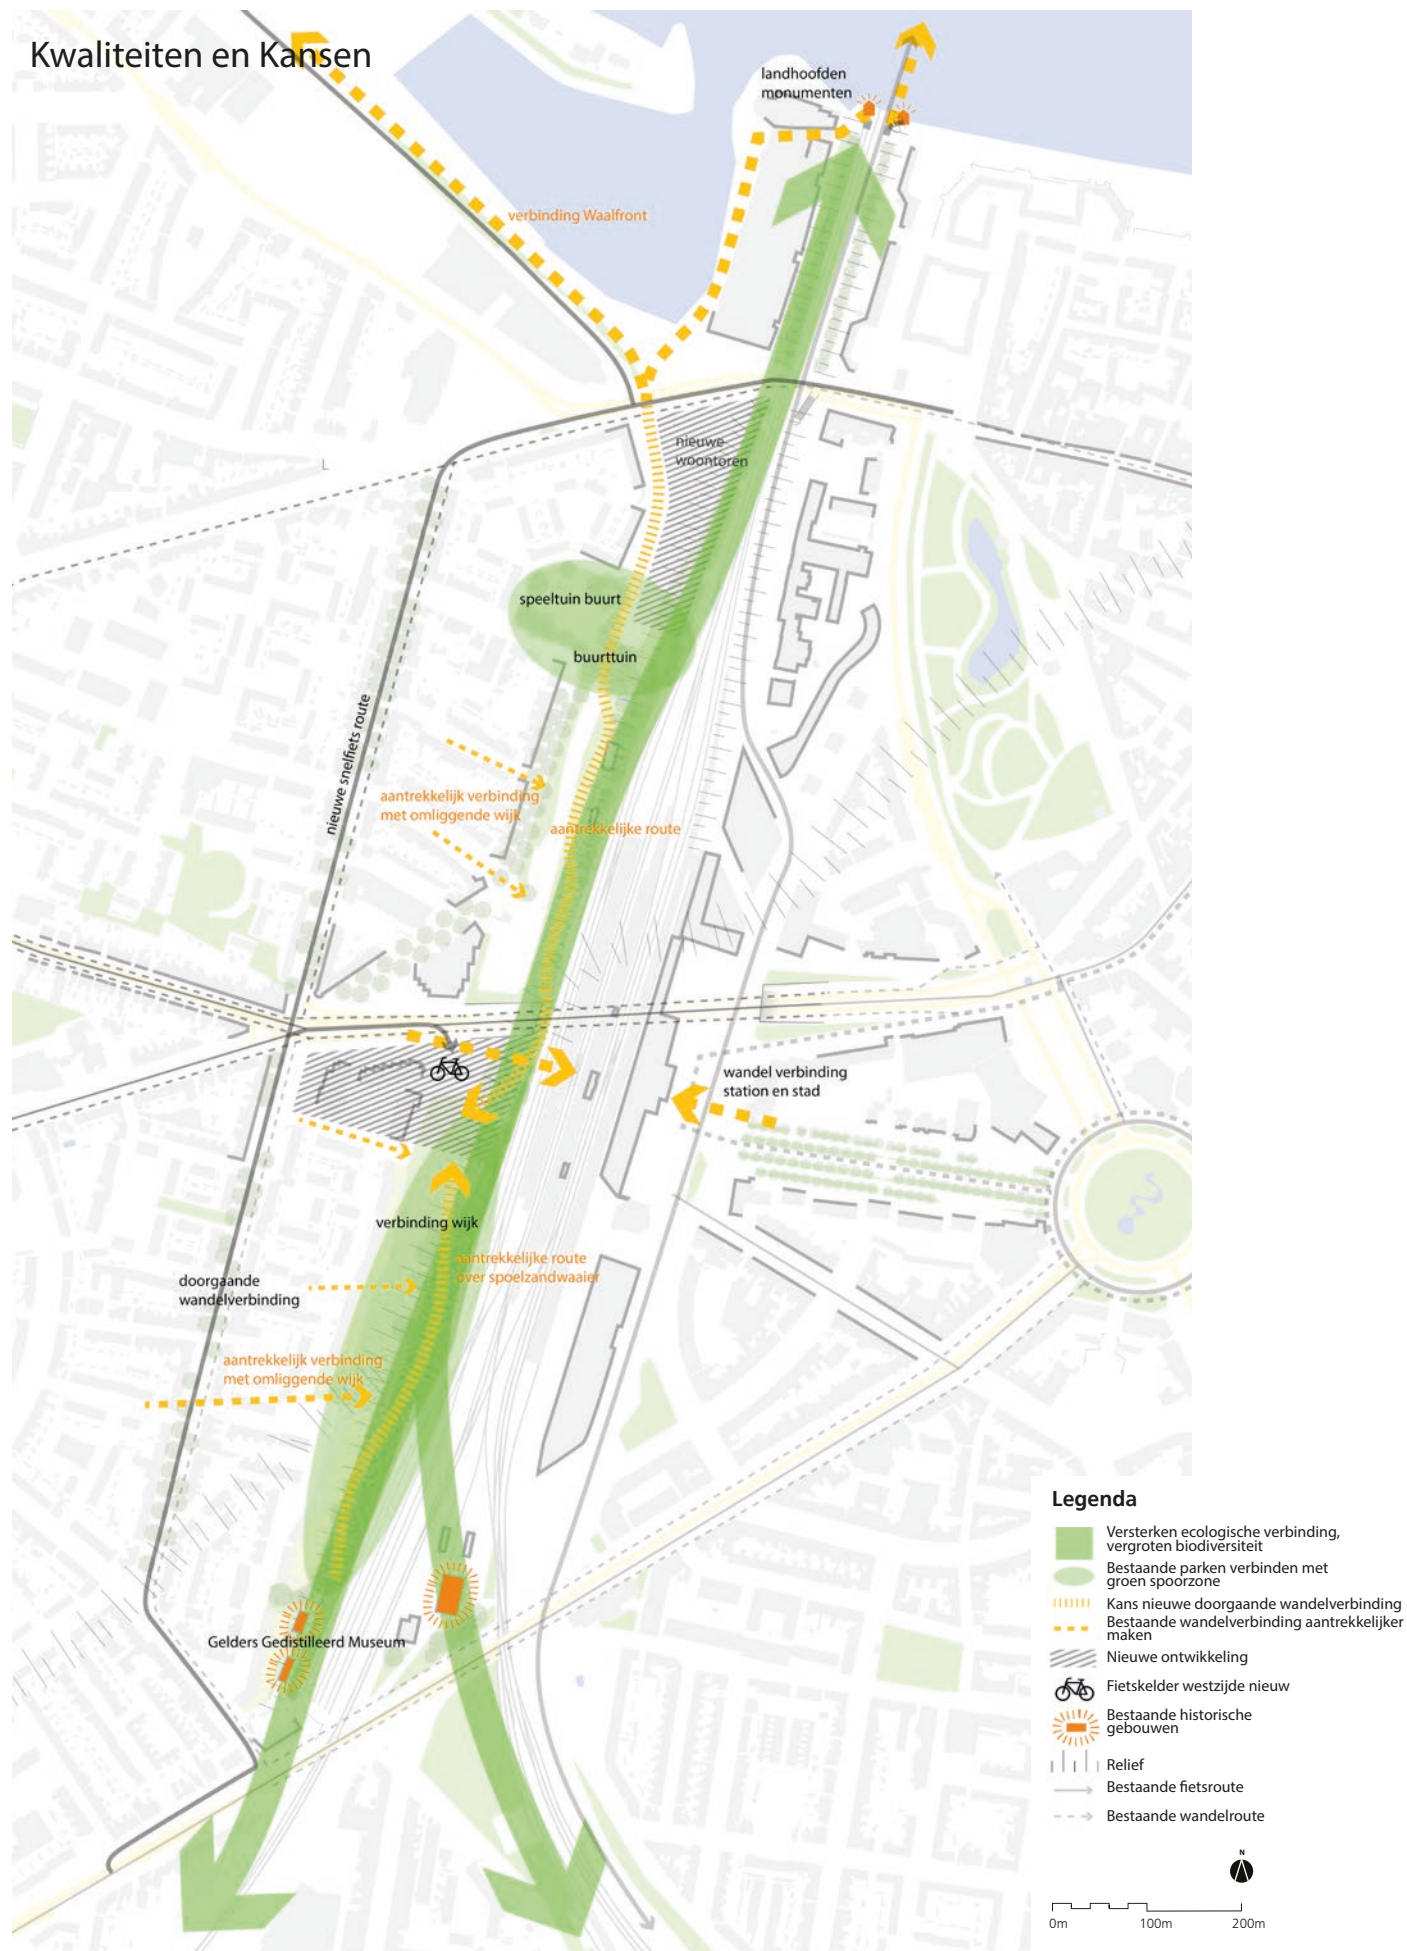 Kwaliteiten en Kansen
landhoofden
monumenten
verbinding Waalfront
nieuwe
woontoren
speeltuin buurt
buurttuin
nieuwe snelfiets route
aantrekkelijk verbinding
met omliggende wijk
aantrekkelijke route
wandel verbinding
station en stad
verbinding wijk
aantrekkelijke route
over spoelzandwaaier
doorgaande
wandelverbinding
aantrekkelijk verbinding
met omliggende wijk
Gelders Gedistilleerd Museum
Legenda
Versterken ecologische verbinding,
vergroten biodiversiteit
Bestaande parken verbinden met
groen spoorzone
Kans nieuwe doorgaande wandelverbinding
Bestaande wandelverbinding aantrekkelijker
maken
Nieuwe ontwikkeling
Fietskelder westzijde nieuw
Bestaande historische
gebouwen
Relief
Bestaande fietsroute
Bestaande wandelroute
N
0m 100m 200m